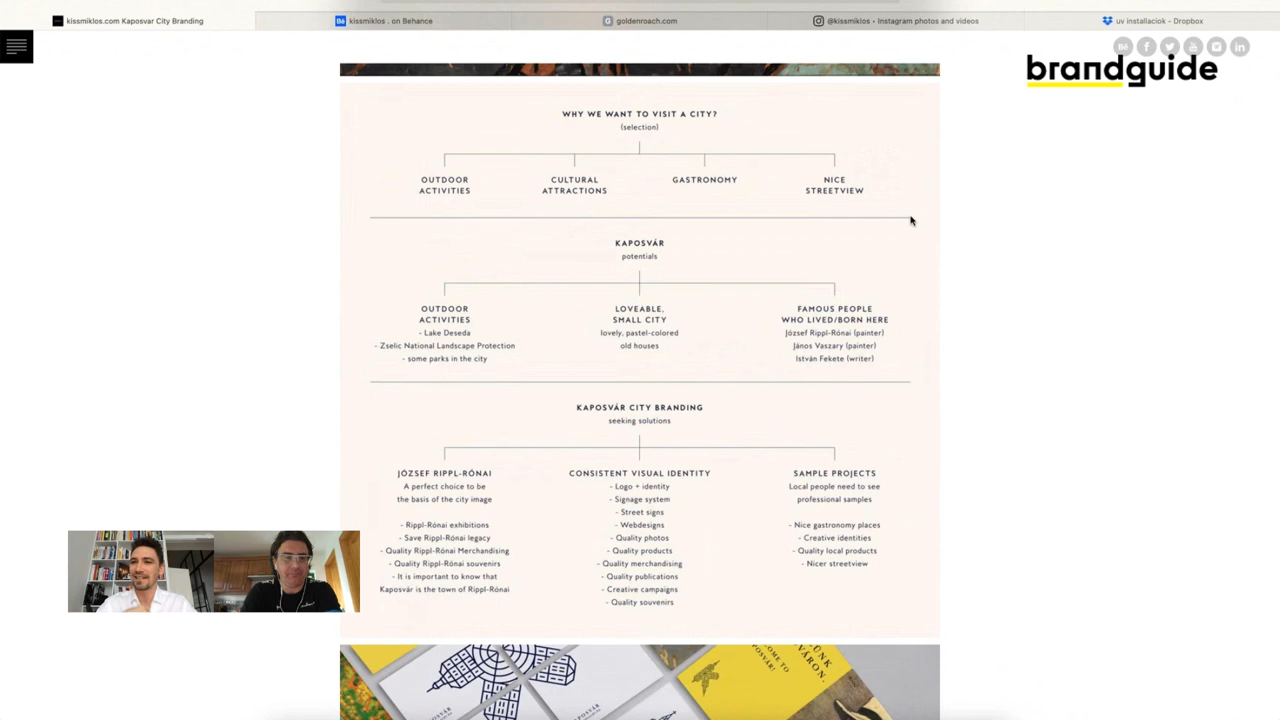 kissmiklos.com Kaposvar City Branding
kissmiklos . on Behance
goldenroach.com
@kissmiklos • Instagram photos and videos
uv installaciok - Dropbox
brandguide
WHY WE WANT TO VISIT A CITY?
(selection)
OUTDOOR
ACTIVITIES
CULTURAL
ATTRACTIONS
GASTRONOMY
NICE
STREETVIEW
KAPOSVÁR
potentials
OUTDOOR
ACTIVITIES
- Lake Deseda
- Zselic National Landscape Protection
- some parks in the city
LOVEABLE,
SMALL CITY
lovely, pastel-colored
old houses
FAMOUS PEOPLE
WHO LIVED/BORN HERE
József Rippl-Rónai (painter)
János Vaszary (painter)
István Fekete (writer)
KAPOSVÁR CITY BRANDING
seeking solutions
JÓZSEF RIPPL-RÓNAI
A perfect choice to be
the basis of the city image
- Rippl-Rónai exhibitions
- Save Rippl-Rónai legacy
- Quality Rippl-Rónai Merchandising
- Quality Rippl-Rónai souvenirs
- It is important to know that
Kaposvár is the town of Rippl-Rónai
CONSISTENT VISUAL IDENTITY
- Logo + identity
- Signage system
- Street signs
- Webdesigns
- Quality photos
- Quality products
- Quality merchandising
- Quality publications
- Creative campaigns
- Quality souvenirs
SAMPLE PROJECTS
Local people need to see
professional samples
- Nice gastronomy places
- Creative identities
- Quality local products
- Nicer streetview
KAPOSVÁR